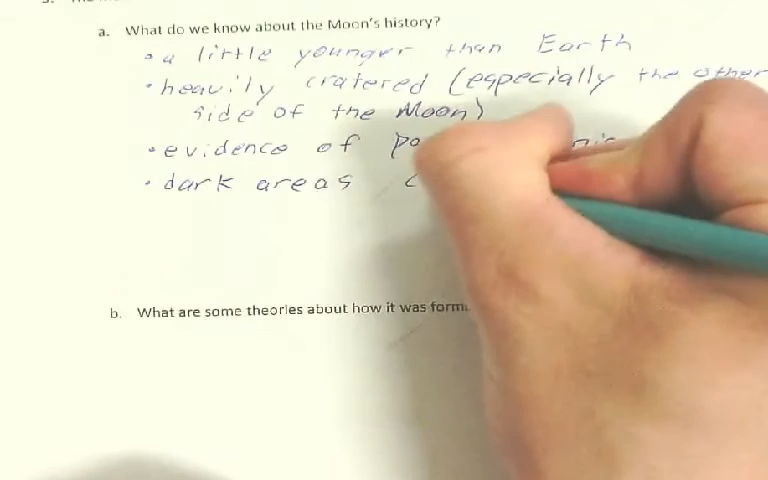 a. What do we know about the Moon's history?
• a little younger than Earth
• heavily cratered (especially the other
side of the Moon)
• evidence of
• dark areas
b. What are some theories about how it was